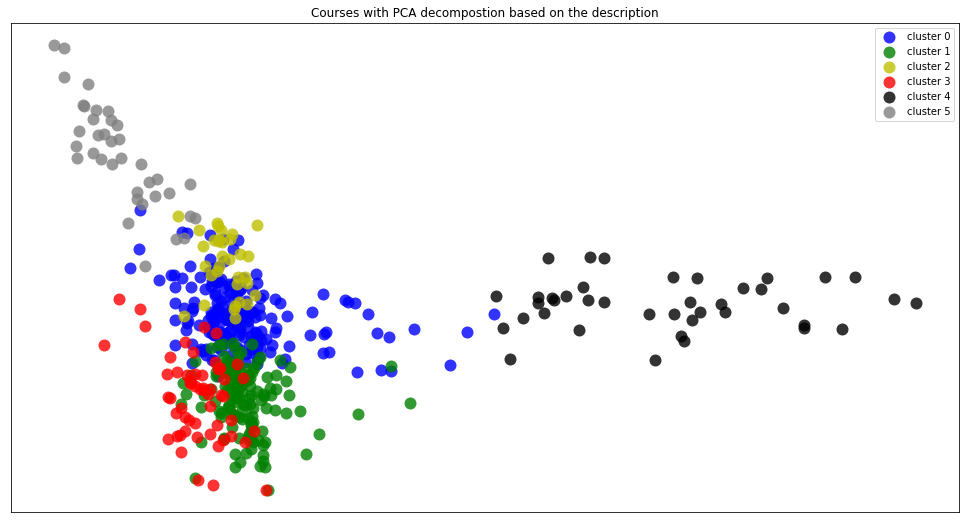 Courses with PCA decompostion based on the description
cluster 0
cluster 1
cluster 2
cluster 3
cluster 4
cluster 5